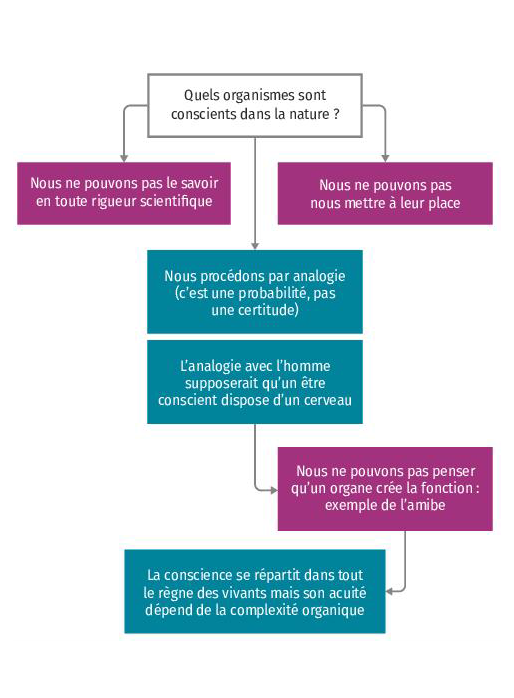 Quels organismes sont
conscients dans la nature ?
Nous ne pouvons pas le savoir
en toute rigueur scientifique
Nous ne pouvons pas
nous mettre à leur place
Nous procédons par analogie
(c'est une probabilité, pas
une certitude)
L'analogie avec l'homme
supposerait qu'un être
conscient dispose d'un cerveau
Nous ne pouvons pas penser
qu'un organe crée la fonction :
exemple de l'amibe
La conscience se répartit dans tout
le règne des vivants mais son acuité
dépend de la complexité organique